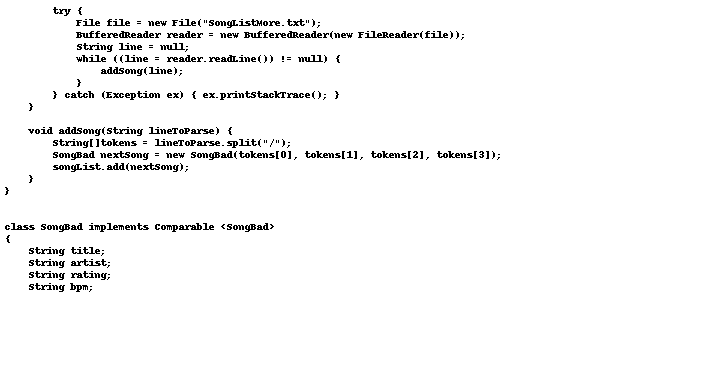 try {
File file = new File("SongListMore.txt");
BufferedReader reader = new BufferedReader(new FileReader(file));
String line = null;
while ((line = reader.readLine()) != null) {
addSong(line);
}
} catch (Exception ex) { ex.printStackTrace(); }
}
void addSong(String lineToParse) {
String[]tokens = lineToParse.split("/");
SongBad nextSong = new SongBad(tokens[0], tokens[1], tokens[2], tokens[3]);
songList.add(nextSong);
}
}
class SongBad implements Comparable <SongBad>
{
String title;
String artist;
String rating;
String bpm;